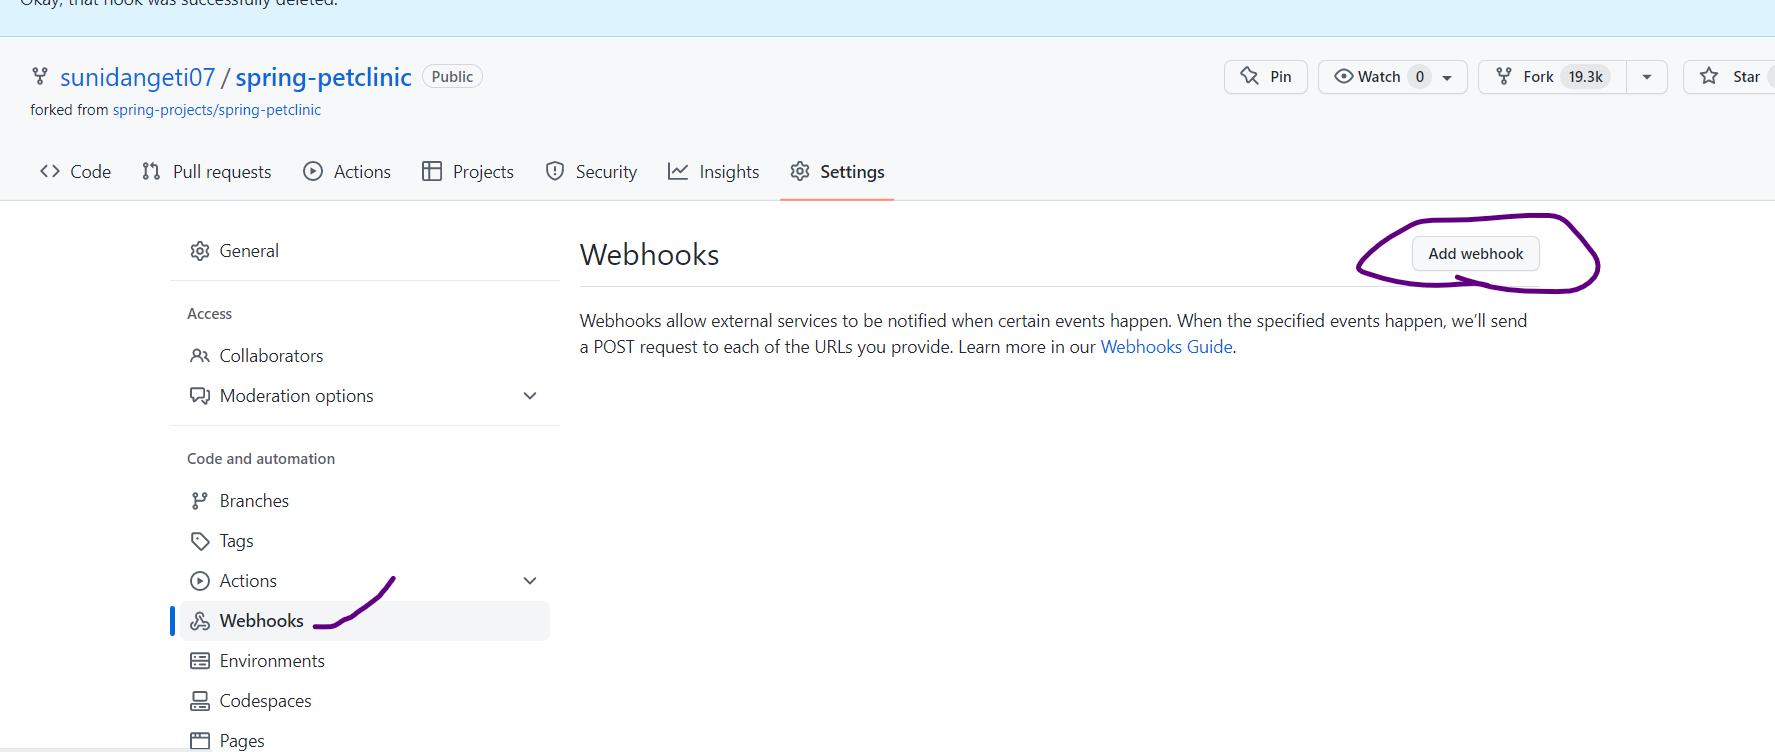 Okay, that hook was successfully deleted.
sunidangeti07 / spring-petclinic Public
Pin Watch 0 Fork 19.3k Star
forked from spring-projects/spring-petclinic
Code Pull requests Actions Projects Security Insights Settings
General
Webhooks
Add webhook
Access
Webhooks allow external services to be notified when certain events happen. When the specified events happen, we’ll send
a POST request to each of the URLs you provide. Learn more in our Webhooks Guide.
Collaborators
Moderation options
Code and automation
Branches
Tags
Actions
Webhooks
Environments
Codespaces
Pages